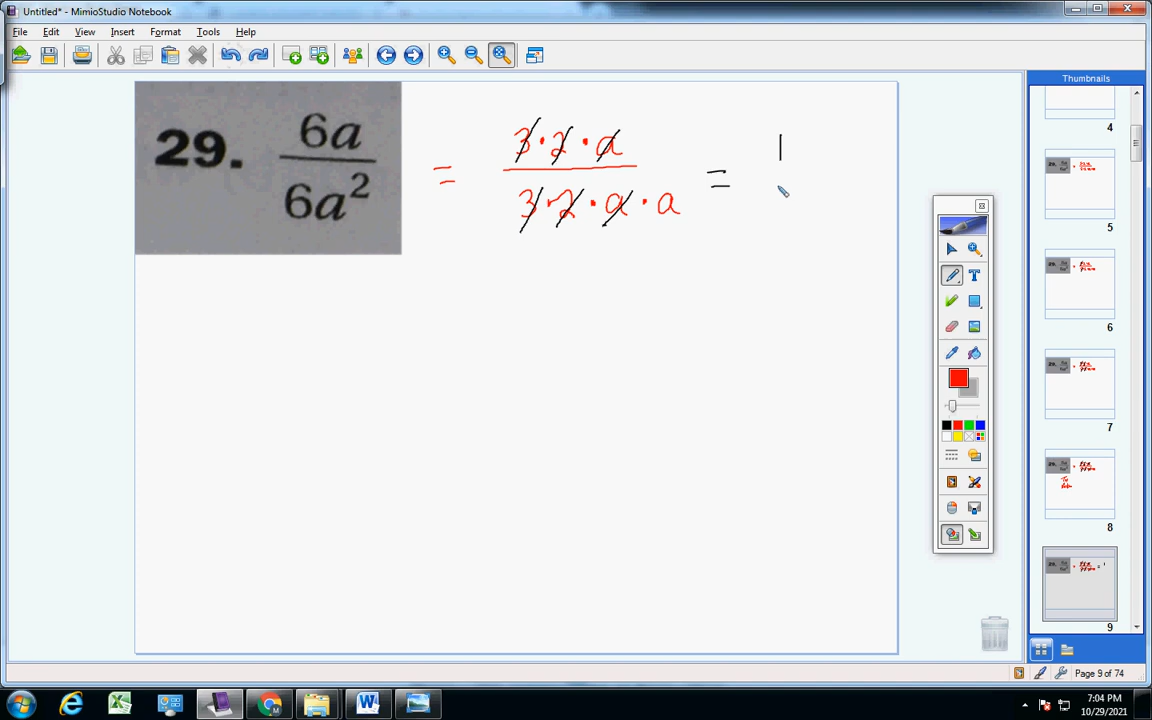 Untitled* - MimioStudio Notebook
File Edit View Insert Format Tools Help
Thumbnails
29. 6a / 6a² = 3 · 2 · a / 3 · 2 · a · a = 1
4
5
6
7
8
9
T
Page 9 of 74
7:04 PM
10/29/2021